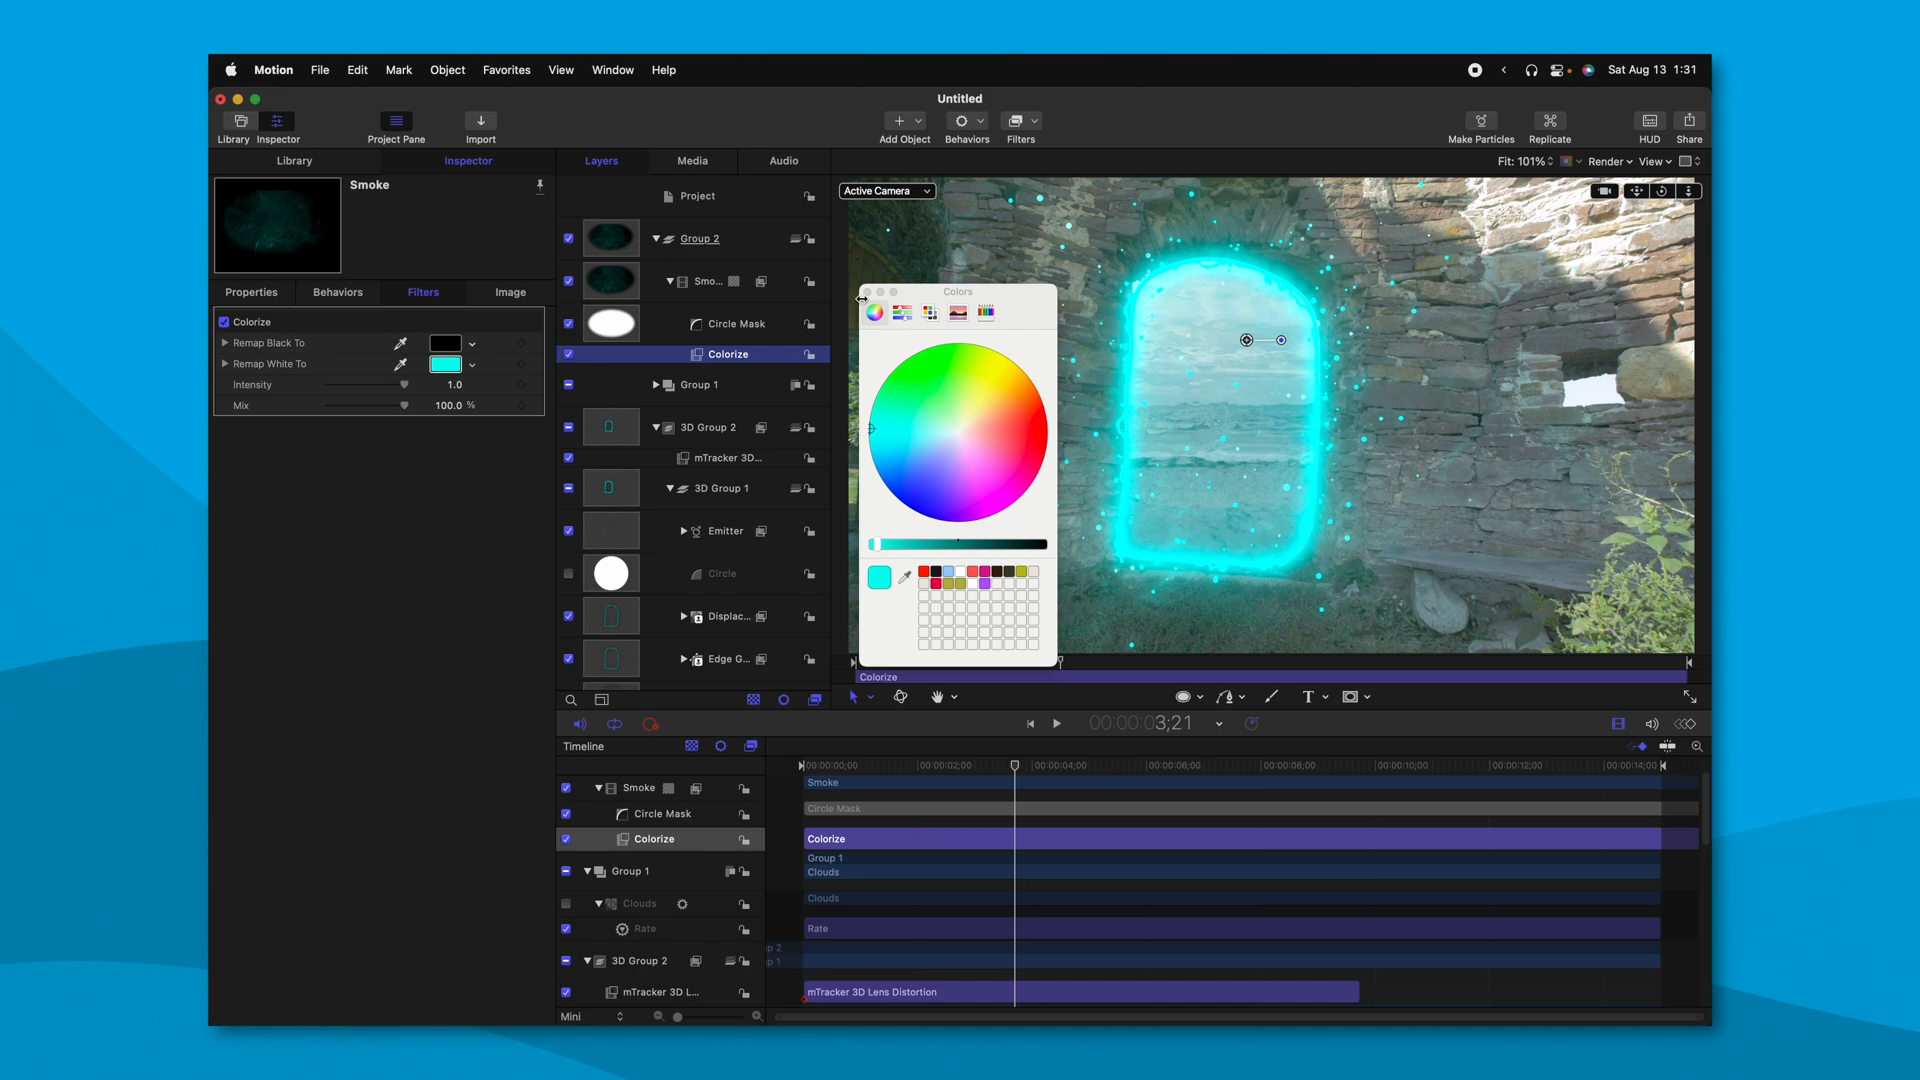 Motion File Edit Mark Object Favorites View Window Help
Sat Aug 13 1:31
Untitled
Library Inspector
Project Pane
Import
Add Object
Behaviors
Filters
Make Particles
Replicate
HUD
Share
Library
Inspector
Layers
Media
Audio
Fit: 101%
Render
View
Smoke
Active Camera
Project
Group 2
Smo...
Circle Mask
Colorize
Group 1
3D Group 2
mTracker 3D...
3D Group 1
Emitter
Circle
Displac...
Edge G...
Properties
Behaviors
Filters
Image
Colorize
Remap Black To
Remap White To
Intensity
1.0
Mix
100.0 %
Colors
Colorize
00:00:03;21
Timeline
00:00:00;00
00:00:02;00
00:00:04;00
00:00:06;00
00:00:08;00
00:00:10;00
00:00:12;00
00:00:14;00
Smoke
Smoke
Circle Mask
Circle Mask
Colorize
Colorize
Group 1
Group 1
Clouds
Clouds
Clouds
Rate
Rate
3D Group 2
p 2
p 1
mTracker 3D L...
mTracker 3D Lens Distortion
Mini